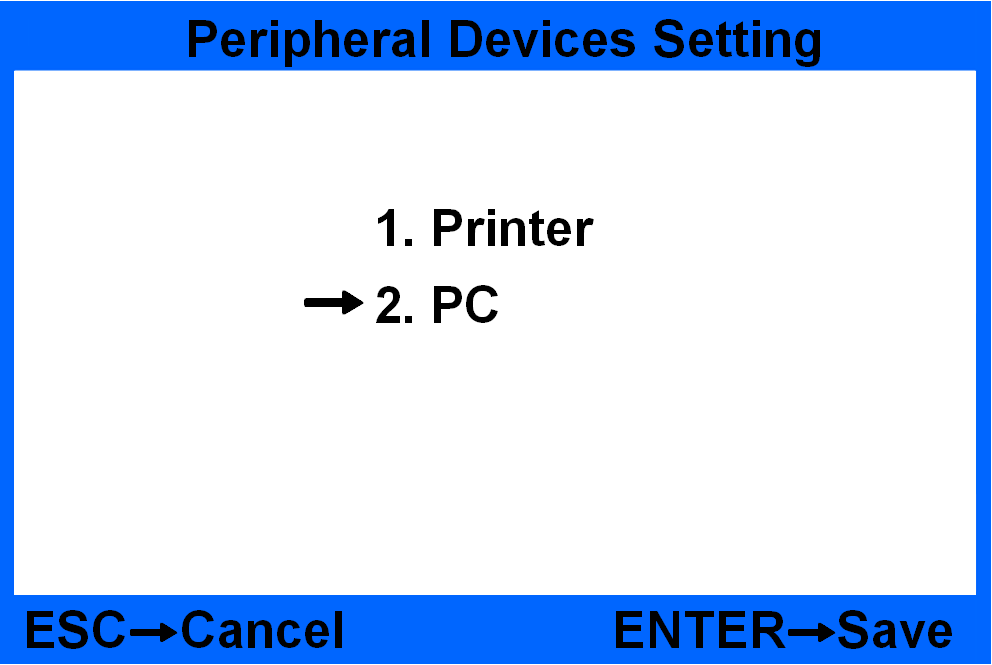 Peripheral Devices Setting
1. Printer
→2. PC
ESC→Cancel ENTER→Save